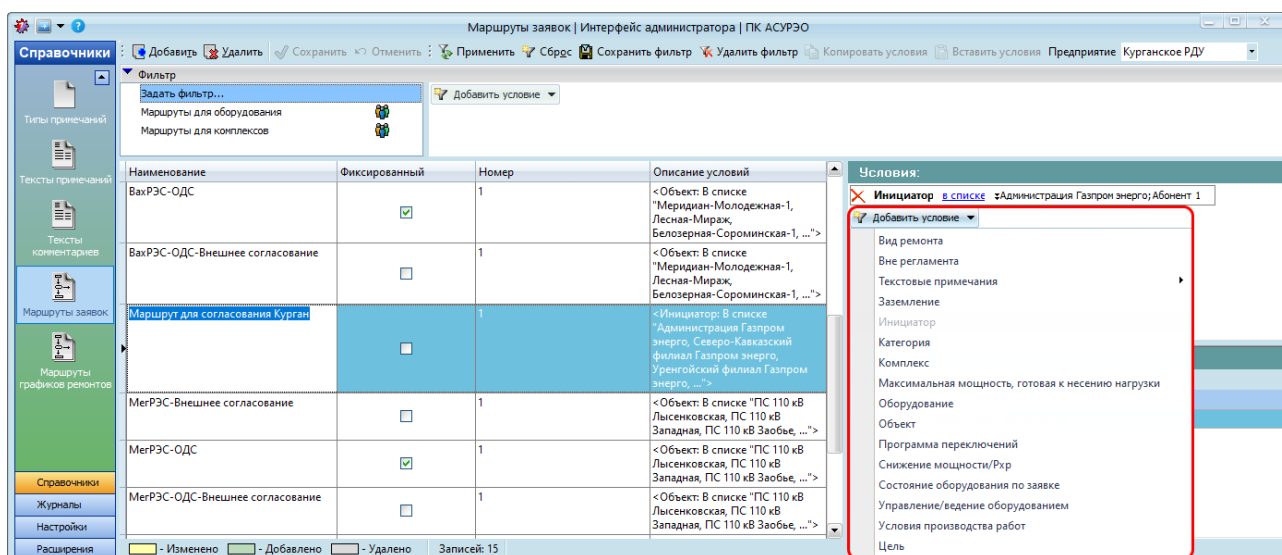 Маршруты заявок | Интерфейс администратора | ПК АСУРЭО
Справочники
Добавить Удалить Сохранить Отменить Применить Сброс Сохранить фильтр Удалить фильтр Копировать условия Вставить условия Предприятие Курганское РДУ
Фильтр
Задать фильтр...
Маршруты для оборудования
Маршруты для комплексов
Добавить условие
Типы примечаний
Тексты примечаний
Тексты
комментариев
Маршруты заявок
Маршруты
графиков ремонтов
Справочники
Журналы
Настройки
Расширения
Наименование Фиксированный Номер Описание условий
ВахРЭС-ОДС 1 <Объект: В списке
"Меридиан-Молодежная-1,
Лесная-Мираж,
Белозерная-Сороминская-1, ...">
ВахРЭС-ОДС-Внешнее согласование 1 <Объект: В списке
"Меридиан-Молодежная-1,
Лесная-Мираж,
Белозерная-Сороминская-1, ...">
Маршрут для согласования Курган 1 <Инициатор: В списке
"Администрация Газпром
энерго, Северо-Кавказский
филиал Газпром энерго,
Уренгойский филиал Газпром
энерго, ...">
МегРЭС-Внешнее согласование 1 <Объект: В списке "ПС 110 кВ
Лысенковская, ПС 110 кВ
Западная, ПС 110 кВ Заобье, ...">
МегРЭС-ОДС 1 <Объект: В списке "ПС 110 кВ
Лысенковская, ПС 110 кВ
Западная, ПС 110 кВ Заобье, ...">
МегРЭС-ОДС-Внешнее согласование 1 <Объект: В списке "ПС 110 кВ
Лысенковская, ПС 110 кВ
Западная, ПС 110 кВ Заобье, ...">
- Изменено - Добавлено - Удалено Записей: 15
Условия:
Инициатор в списке Администрация Газпром энерго; Абонент 1
Добавить условие
Вид ремонта
Вне регламента
Текстовые примечания
Заземление
Инициатор
Категория
Комплекс
Максимальная мощность, готовая к несению нагрузки
Оборудование
Объект
Программа переключений
Снижение мощности/Рхр
Состояние оборудования по заявке
Управление/ведение оборудованием
Условия производства работ
Цель